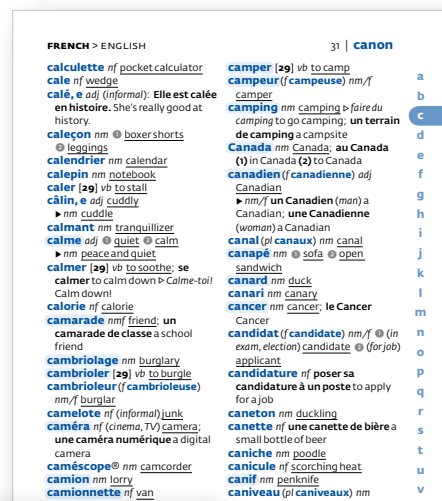 FRENCH > ENGLISH
31 | canon
calculette nf pocket calculator
cale nf wedge
calé, e adj (informal): Elle est calée
en histoire. She's really good at
history.
caleçon nm ❶ boxer shorts
❷ leggings
calendrier nm calendar
calepin nm notebook
caler [29] vb to stall
câlin, e adj cuddly
▶ nm cuddle
calmant nm tranquillizer
calme adj ❶ quiet ❷ calm
▶ nm peace and quiet
calmer [29] vb to soothe; se
calmer to calm down ▷ Calme-toi!
Calm down!
calorie nf calorie
camarade nmf friend; un
camarade de classe a school
friend
cambriolage nm burglary
cambrioler [29] vb to burgle
cambrioleur (f cambrioleuse)
nm/f burglar
camelote nf (informal) junk
caméra nf (cinema, TV) camera;
une caméra numérique a digital
camera
caméscope® nm camcorder
camion nm lorry
camionnette nf van
camper [29] vb to camp
campeur (f campeuse) nm/f
camper
camping nm camping ▷ faire du
camping to go camping; un terrain
de camping a campsite
Canada nm Canada; au Canada
(1) in Canada (2) to Canada
canadien (f canadienne) adj
Canadian
▶ nm/f un Canadien (man) a
Canadian; une Canadienne
(woman) a Canadian
canal (pl canaux) nm canal
canapé nm ❶ sofa ❷ open
sandwich
canard nm duck
canari nm canary
cancer nm cancer; le Cancer
Cancer
candidat (f candidate) nm/f ❶ (in
exam, election) candidate ❷ (for job)
applicant
candidature nf poser sa
candidature à un poste to apply
for a job
caneton nm duckling
canette nf une canette de bière a
small bottle of beer
caniche nm poodle
canicule nf scorching heat
canif nm penknife
caniveau (pl caniveaux) nm
a
b
c
d
e
f
g
h
i
j
k
l
m
n
o
p
q
r
s
t
u
v